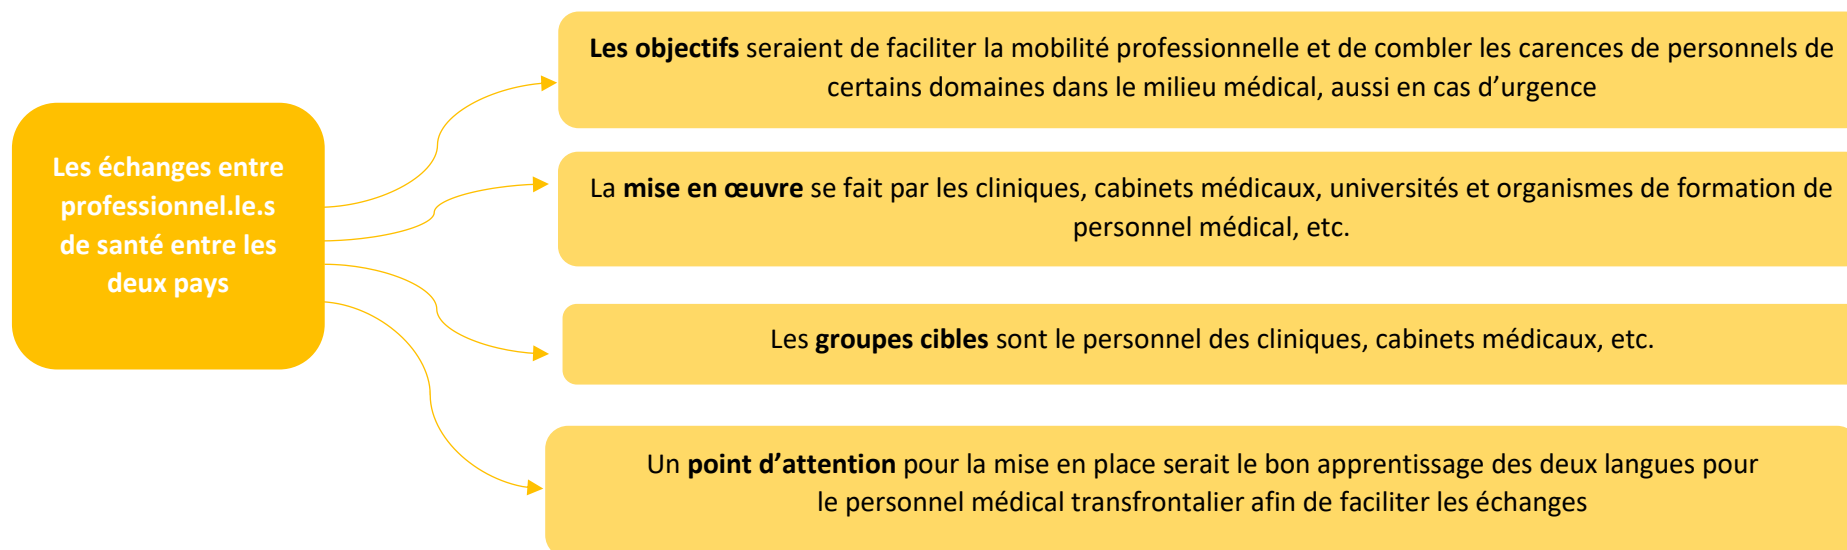 Les échanges entre
professionnel.le.s
de santé entre les
deux pays
Les objectifs seraient de faciliter la mobilité professionnelle et de combler les carences de personnels de
certains domaines dans le milieu médical, aussi en cas d’urgence
La mise en œuvre se fait par les cliniques, cabinets médicaux, universités et organismes de formation de
personnel médical, etc.
Les groupes cibles sont le personnel des cliniques, cabinets médicaux, etc.
Un point d’attention pour la mise en place serait le bon apprentissage des deux langues pour
le personnel médical transfrontalier afin de faciliter les échanges